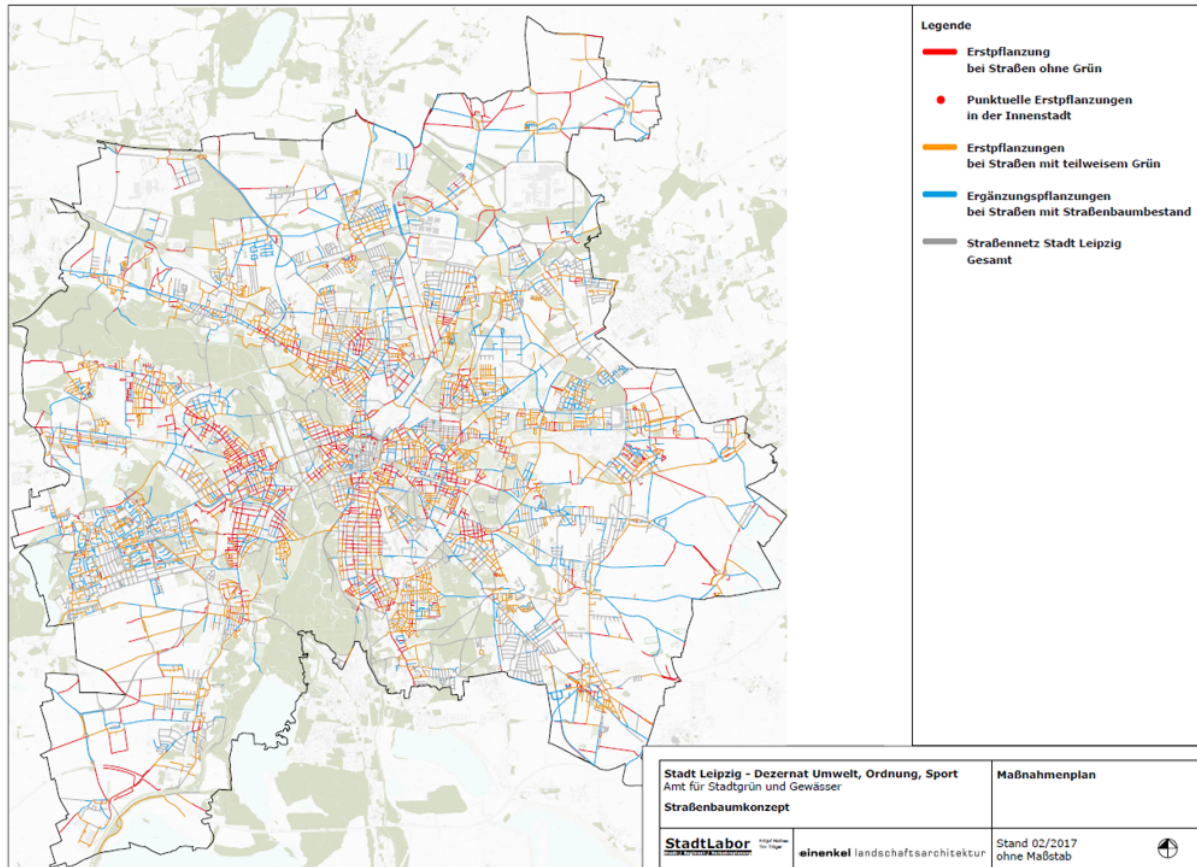 Legende
Erstpflanzung
bei Straßen ohne Grün
Punktuelle Erstpflanzungen
in der Innenstadt
Erstpflanzungen
bei Straßen mit teilweisem Grün
Ergänzungspflanzungen
bei Straßen mit Straßenbaumbestand
Straßennetz Stadt Leipzig
Gesamt
Stadt Leipzig - Dezernat Umwelt, Ordnung, Sport
Amt für Stadtgrün und Gewässer
Straßenbaumkonzept
Maßnahmenplan
StadtLabor
einenkel landschaftsarchitektur
Stand 02/2017
ohne Maßstab